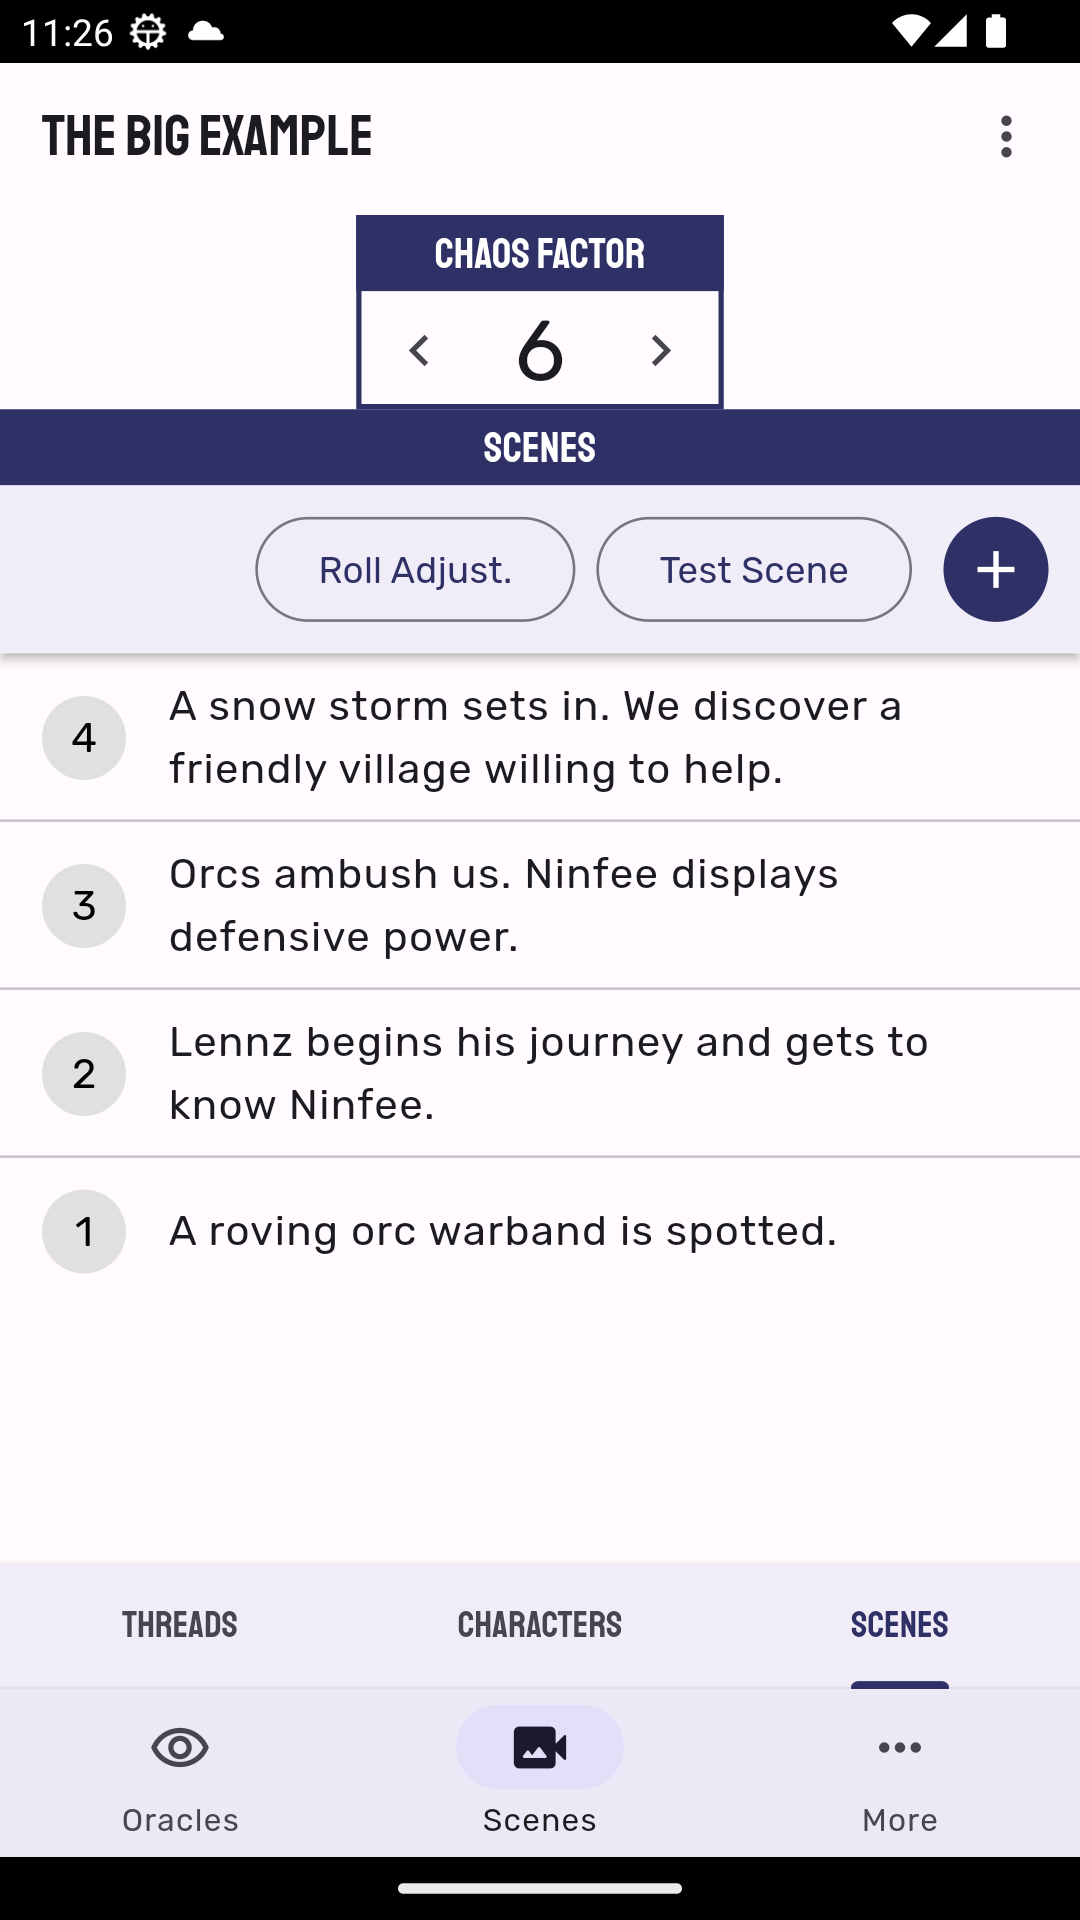 11:26
THE BIG EXAMPLE
CHAOS FACTOR
6
SCENES
Roll Adjust.
Test Scene
4
A snow storm sets in. We discover a
friendly village willing to help.
3
Orcs ambush us. Ninfee displays
defensive power.
2
Lennz begins his journey and gets to
know Ninfee.
1
A roving orc warband is spotted.
THREADS
CHARACTERS
SCENES
Oracles
Scenes
More